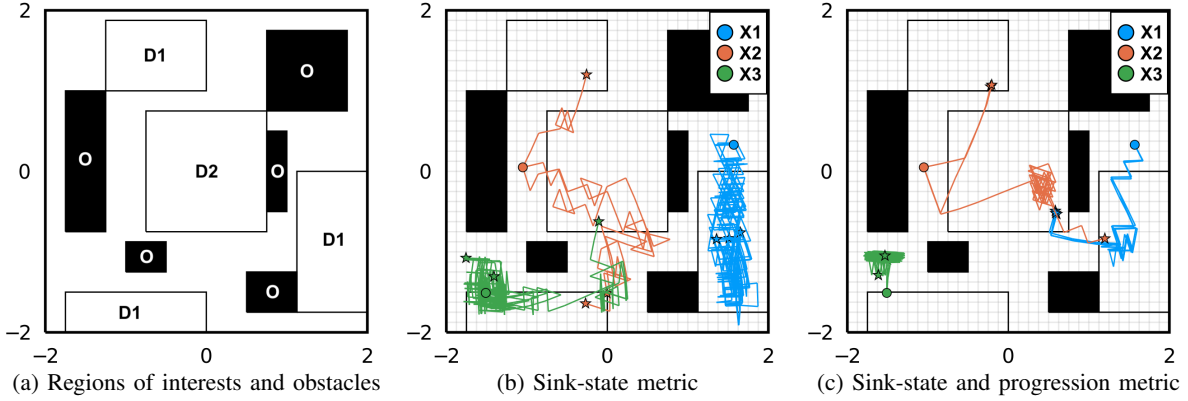 2
D1
O
O
O
D2
0
D1
O
O
D1
−2
−2
0
2
(a) Regions of interests and obstacles
2
X1
X2
X3
0
−2
−2
0
2
(b) Sink-state metric
2
X1
X2
X3
0
−2
−2
0
2
(c) Sink-state and progression metric